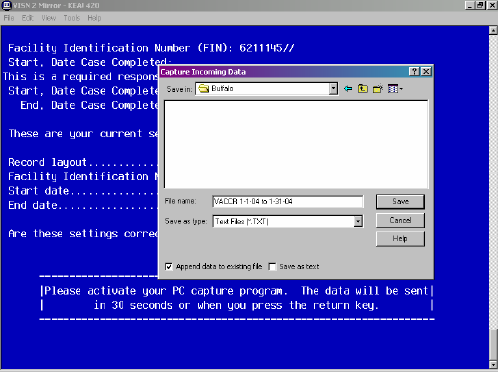 VISN 2 Mirror - KEA! 420
File Edit View Tools Help
Facility Identification Number (FIN): 6211145//
Start, Date Case Completed:
This is a required respons
Start, Date Case Complete
End, Date Case Complete
These are your current se
Record layout.............
Facility Identification N
Start date................
End date..................
Are these settings correc
Capture Incoming Data
Save in: Buffalo
File name: VACCR 1-1-04 to 1-31-04
Save as type: Text Files (*.TXT)
Save
Cancel
Help
Append data to existing file Save as text
Please activate your PC capture program. The data will be sent
in 30 seconds or when you press the return key.